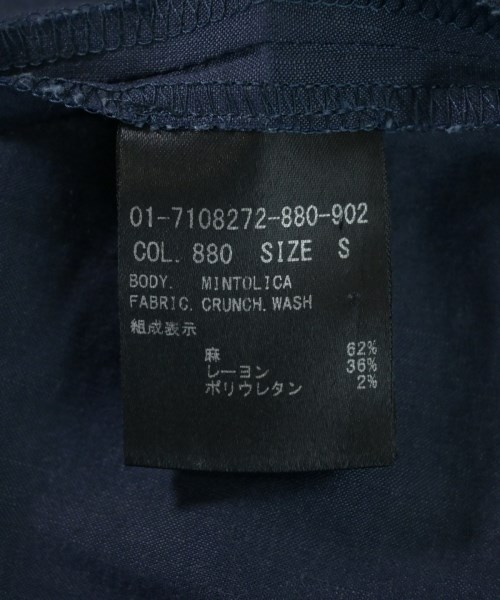 01-7108272-880-902
COL. 880 SIZE S
BODY. MINTOLICA
FABRIC. CRUNCH. WASH
組成表示
麻 62%
レーヨン 36%
ポリウレタン 2%